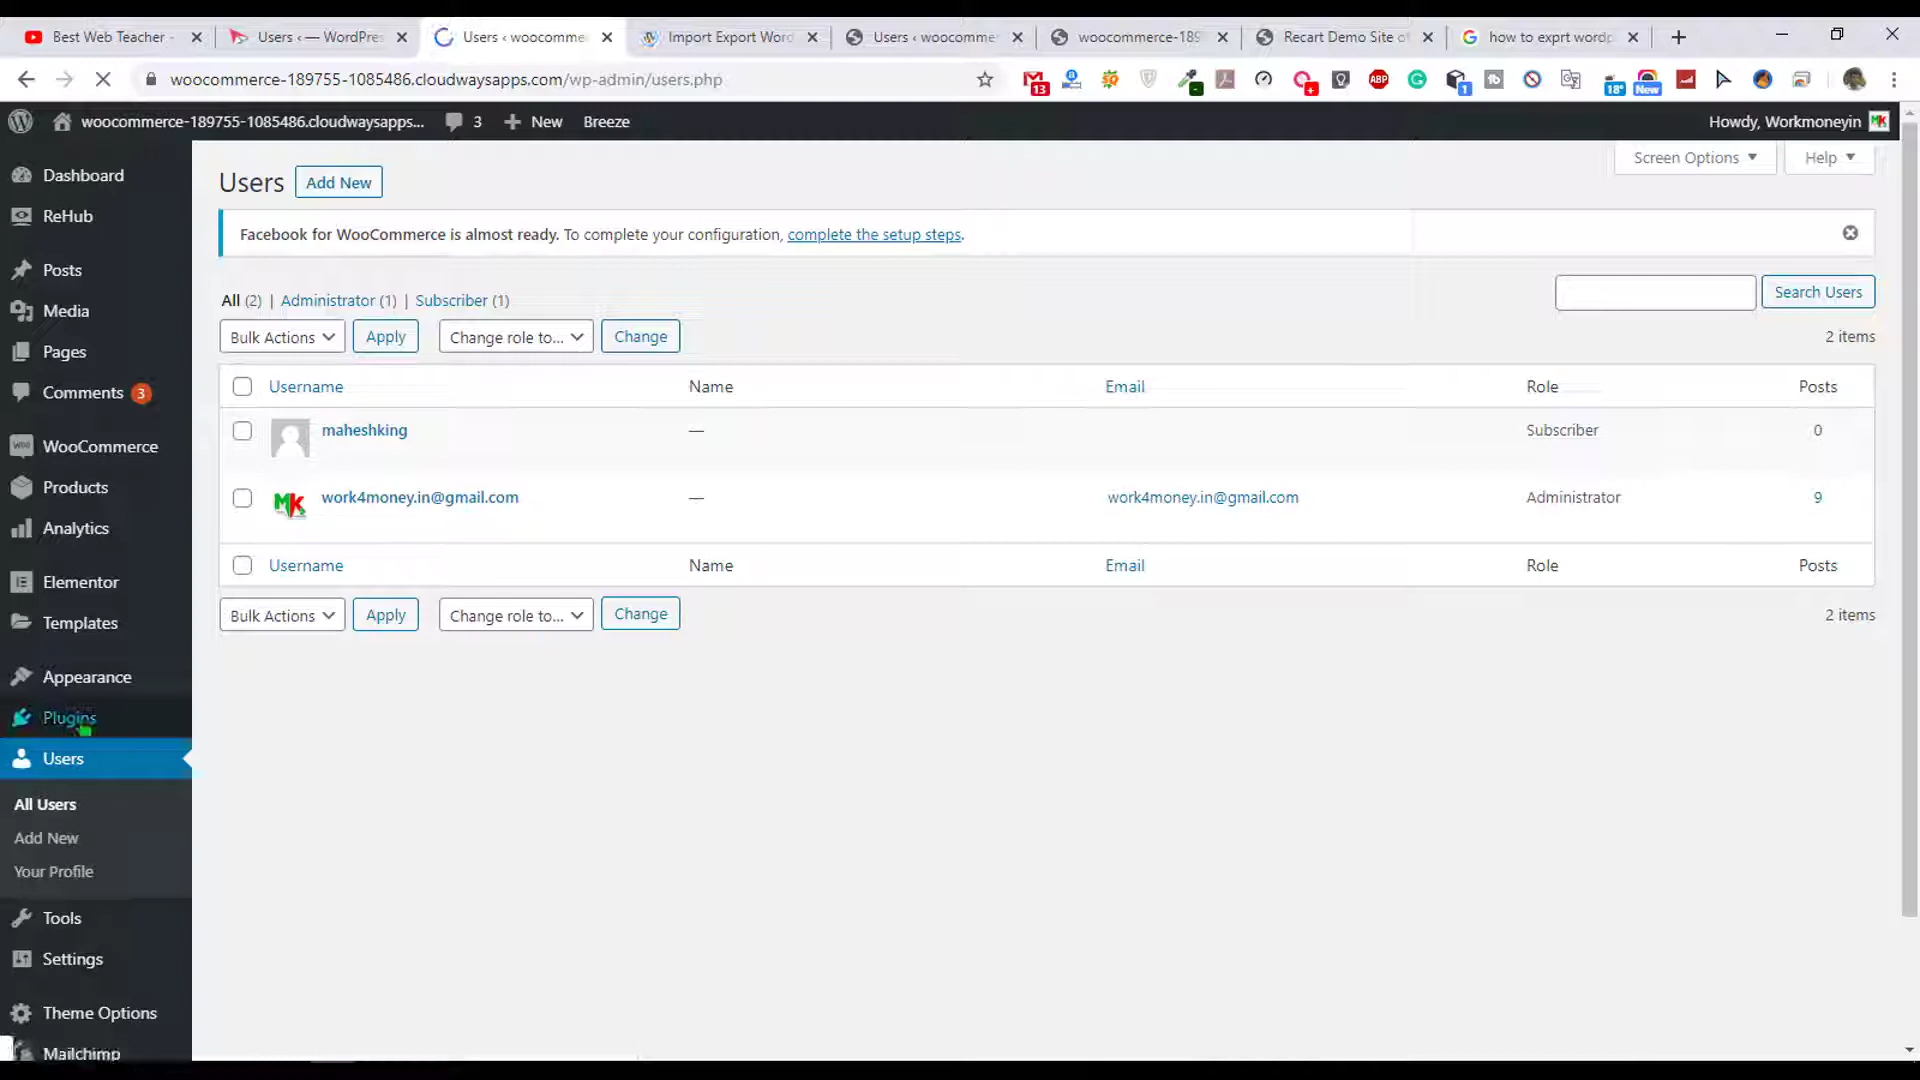 Best Web Teacher - Users ‹ — WordPres Users ‹ woocomme Import Export Word Users ‹ woocomme woocommerce-189 Recart Demo Site of how to exprt wordp
woocommerce-189755-1085486.cloudwaysapps.com/wp-admin/users.php
13 1 18° New ABP
woocommerce-189755-1085486.cloudwaysapps... 3 New Breeze Howdy, Workmoneyin MK
Screen Options Help
Dashboard
ReHub
Posts
Media
Pages
Comments 3
WooCommerce
Products
Analytics
Elementor
Templates
Appearance
Plugins
Users
All Users
Add New
Your Profile
Tools
Settings
Theme Options
Mailchimp
Users Add New
Facebook for WooCommerce is almost ready. To complete your configuration, complete the setup steps.
All (2) | Administrator (1) | Subscriber (1)
Search Users
Bulk Actions Apply Change role to... Change 2 items
Username Name Email Role Posts
maheshking — Subscriber 0
MK work4money.in@gmail.com — work4money.in@gmail.com Administrator 9
Username Name Email Role Posts
Bulk Actions Apply Change role to... Change 2 items